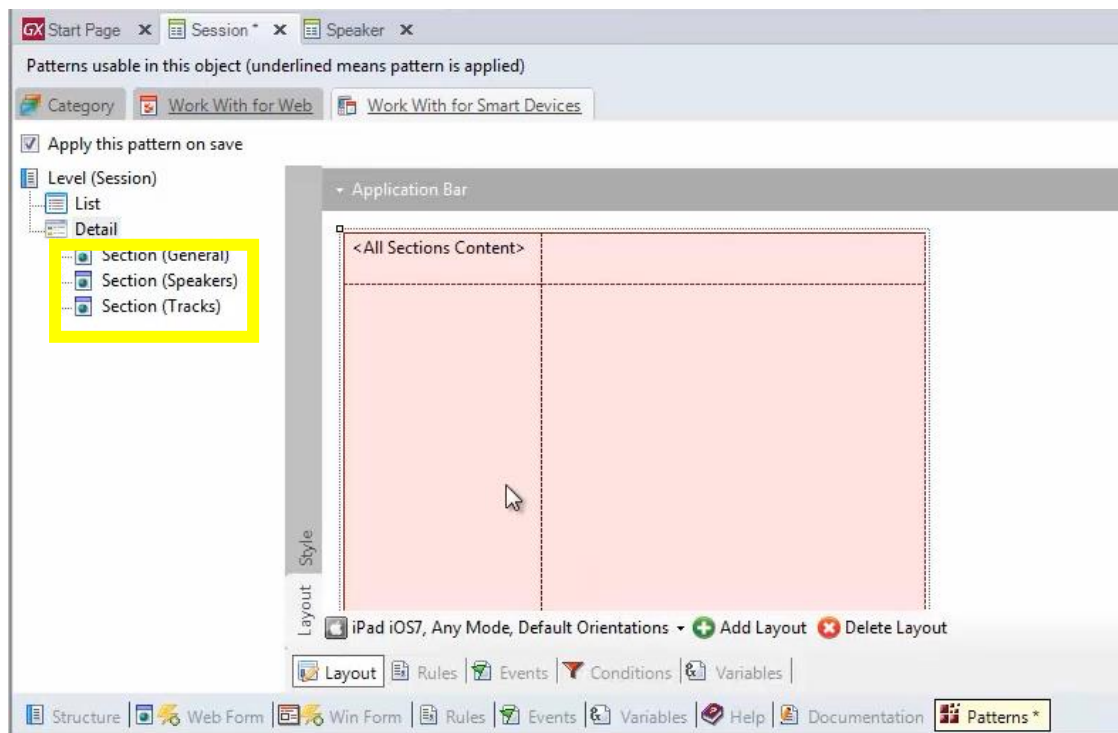 GX Start Page X Session * X Speaker X
Patterns usable in this object (underlined means pattern is applied)
Category Work With for Web Work With for Smart Devices
Apply this pattern on save
Level (Session)
List
Detail
Section (General)
Section (Speakers)
Section (Tracks)
Application Bar
<All Sections Content>
Style
Layout
iPad iOS7, Any Mode, Default Orientations Add Layout Delete Layout
Layout Rules Events Conditions Variables
Structure Web Form Win Form Rules Events Variables Help Documentation Patterns *